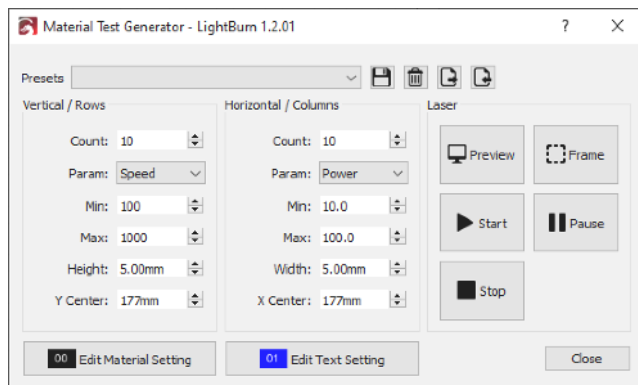 Material Test Generator - LightBurn 1.2.01 ? X
Presets
Vertical / Rows Horizontal / Columns Laser
Count: 10 Count: 10 Preview Frame
Param: Speed Param: Power
Min: 100 Min: 10.0 Start Pause
Max: 1000 Max: 100.0
Height: 5.00mm Width: 5.00mm Stop
Y Center: 177mm X Center: 177mm
00 Edit Material Setting 01 Edit Text Setting Close